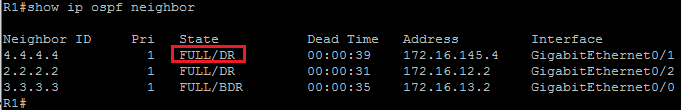 R1#show ip ospf neighbor
Neighbor ID Pri State Dead Time Address Interface
4.4.4.4 1 FULL/DR 00:00:39 172.16.145.4 GigabitEthernet0/1
2.2.2.2 1 FULL/DR 00:00:31 172.16.12.2 GigabitEthernet0/2
3.3.3.3 1 FULL/BDR 00:00:35 172.16.13.2 GigabitEthernet0/0
R1#